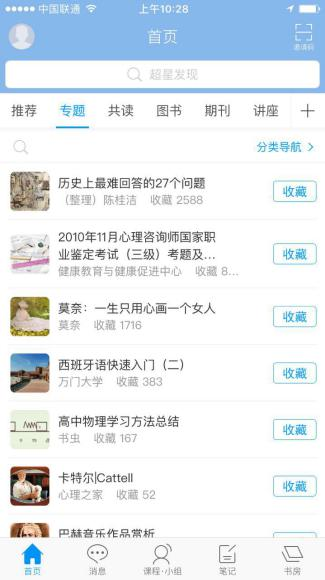 中国联通
上午10:28
首页
邀请码
超星发现
推荐 专题 共读 图书 期刊 讲座
分类导航
历史上最难回答的27个问题
(整理)陈桂洁 收藏 2588
收藏
2010年11月心理咨询师国家职
业鉴定考试(三级)考题及...
健康教育与健康促进中心 收藏 8...
收藏
莫奈:一生只用心画一个女人
莫奈 收藏 1716
收藏
西班牙语快速入门(二)
万门大学 收藏 383
收藏
高中物理学习方法总结
书虫 收藏 167
收藏
卡特尔|Cattell
心理之家 收藏 52
收藏
巴赫音乐作品赏析
首页 消息 课程·小组 笔记 书房